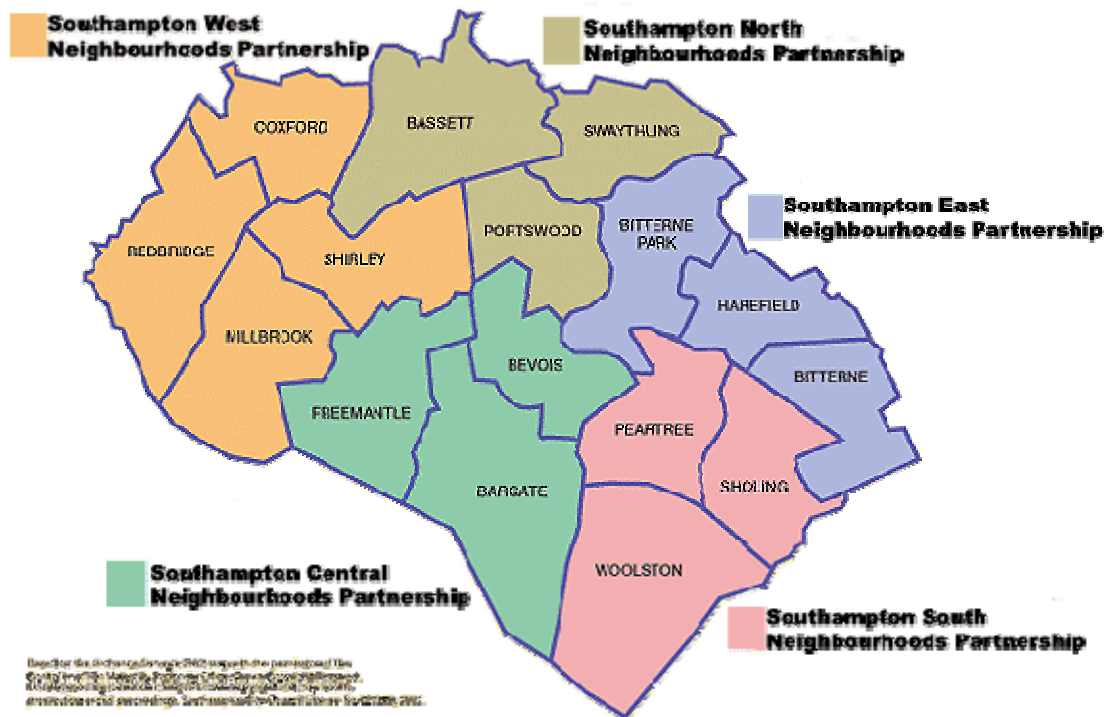 Southampton West
Neighbourhoods Partnership
Southampton North
Neighbourhoods Partnership
COXFORD
BASSETT
SWAYTHLING
Southampton East
Neighbourhoods Partnership
REDBRIDGE
SHIRLEY
PORTSWOOD
BITTERNE
PARK
HAREFIELD
MILLBROOK
BEVOIS
BITTERNE
FREEMANTLE
PEARTREE
BARGATE
SHOLING
WOOLSTON
Southampton Central
Neighbourhoods Partnership
Southampton South
Neighbourhoods Partnership